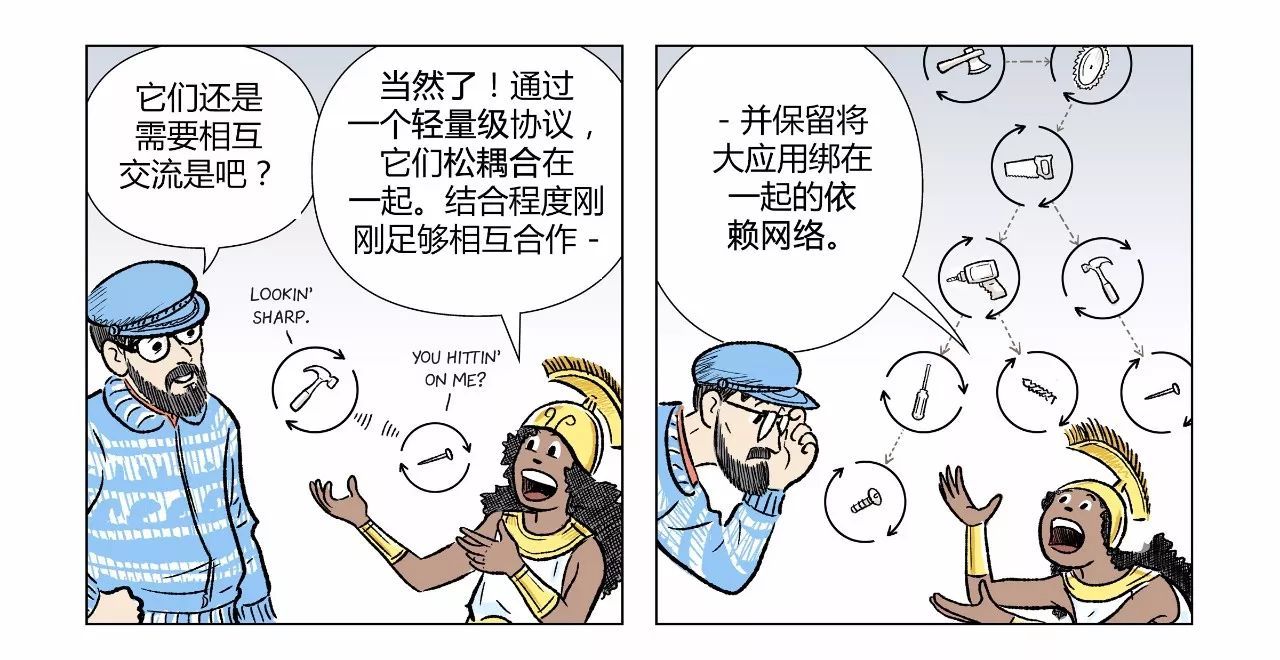 它们还是
需要相互
交流是吧？
当然了！通过
一个轻量级协议，
它们松耦合在
一起。结合程度刚
刚足够相互合作 -
LOOKIN'
SHARP.
YOU HITTIN'
ON ME?
- 并保留将
大应用绑在
一起的依
赖网络。